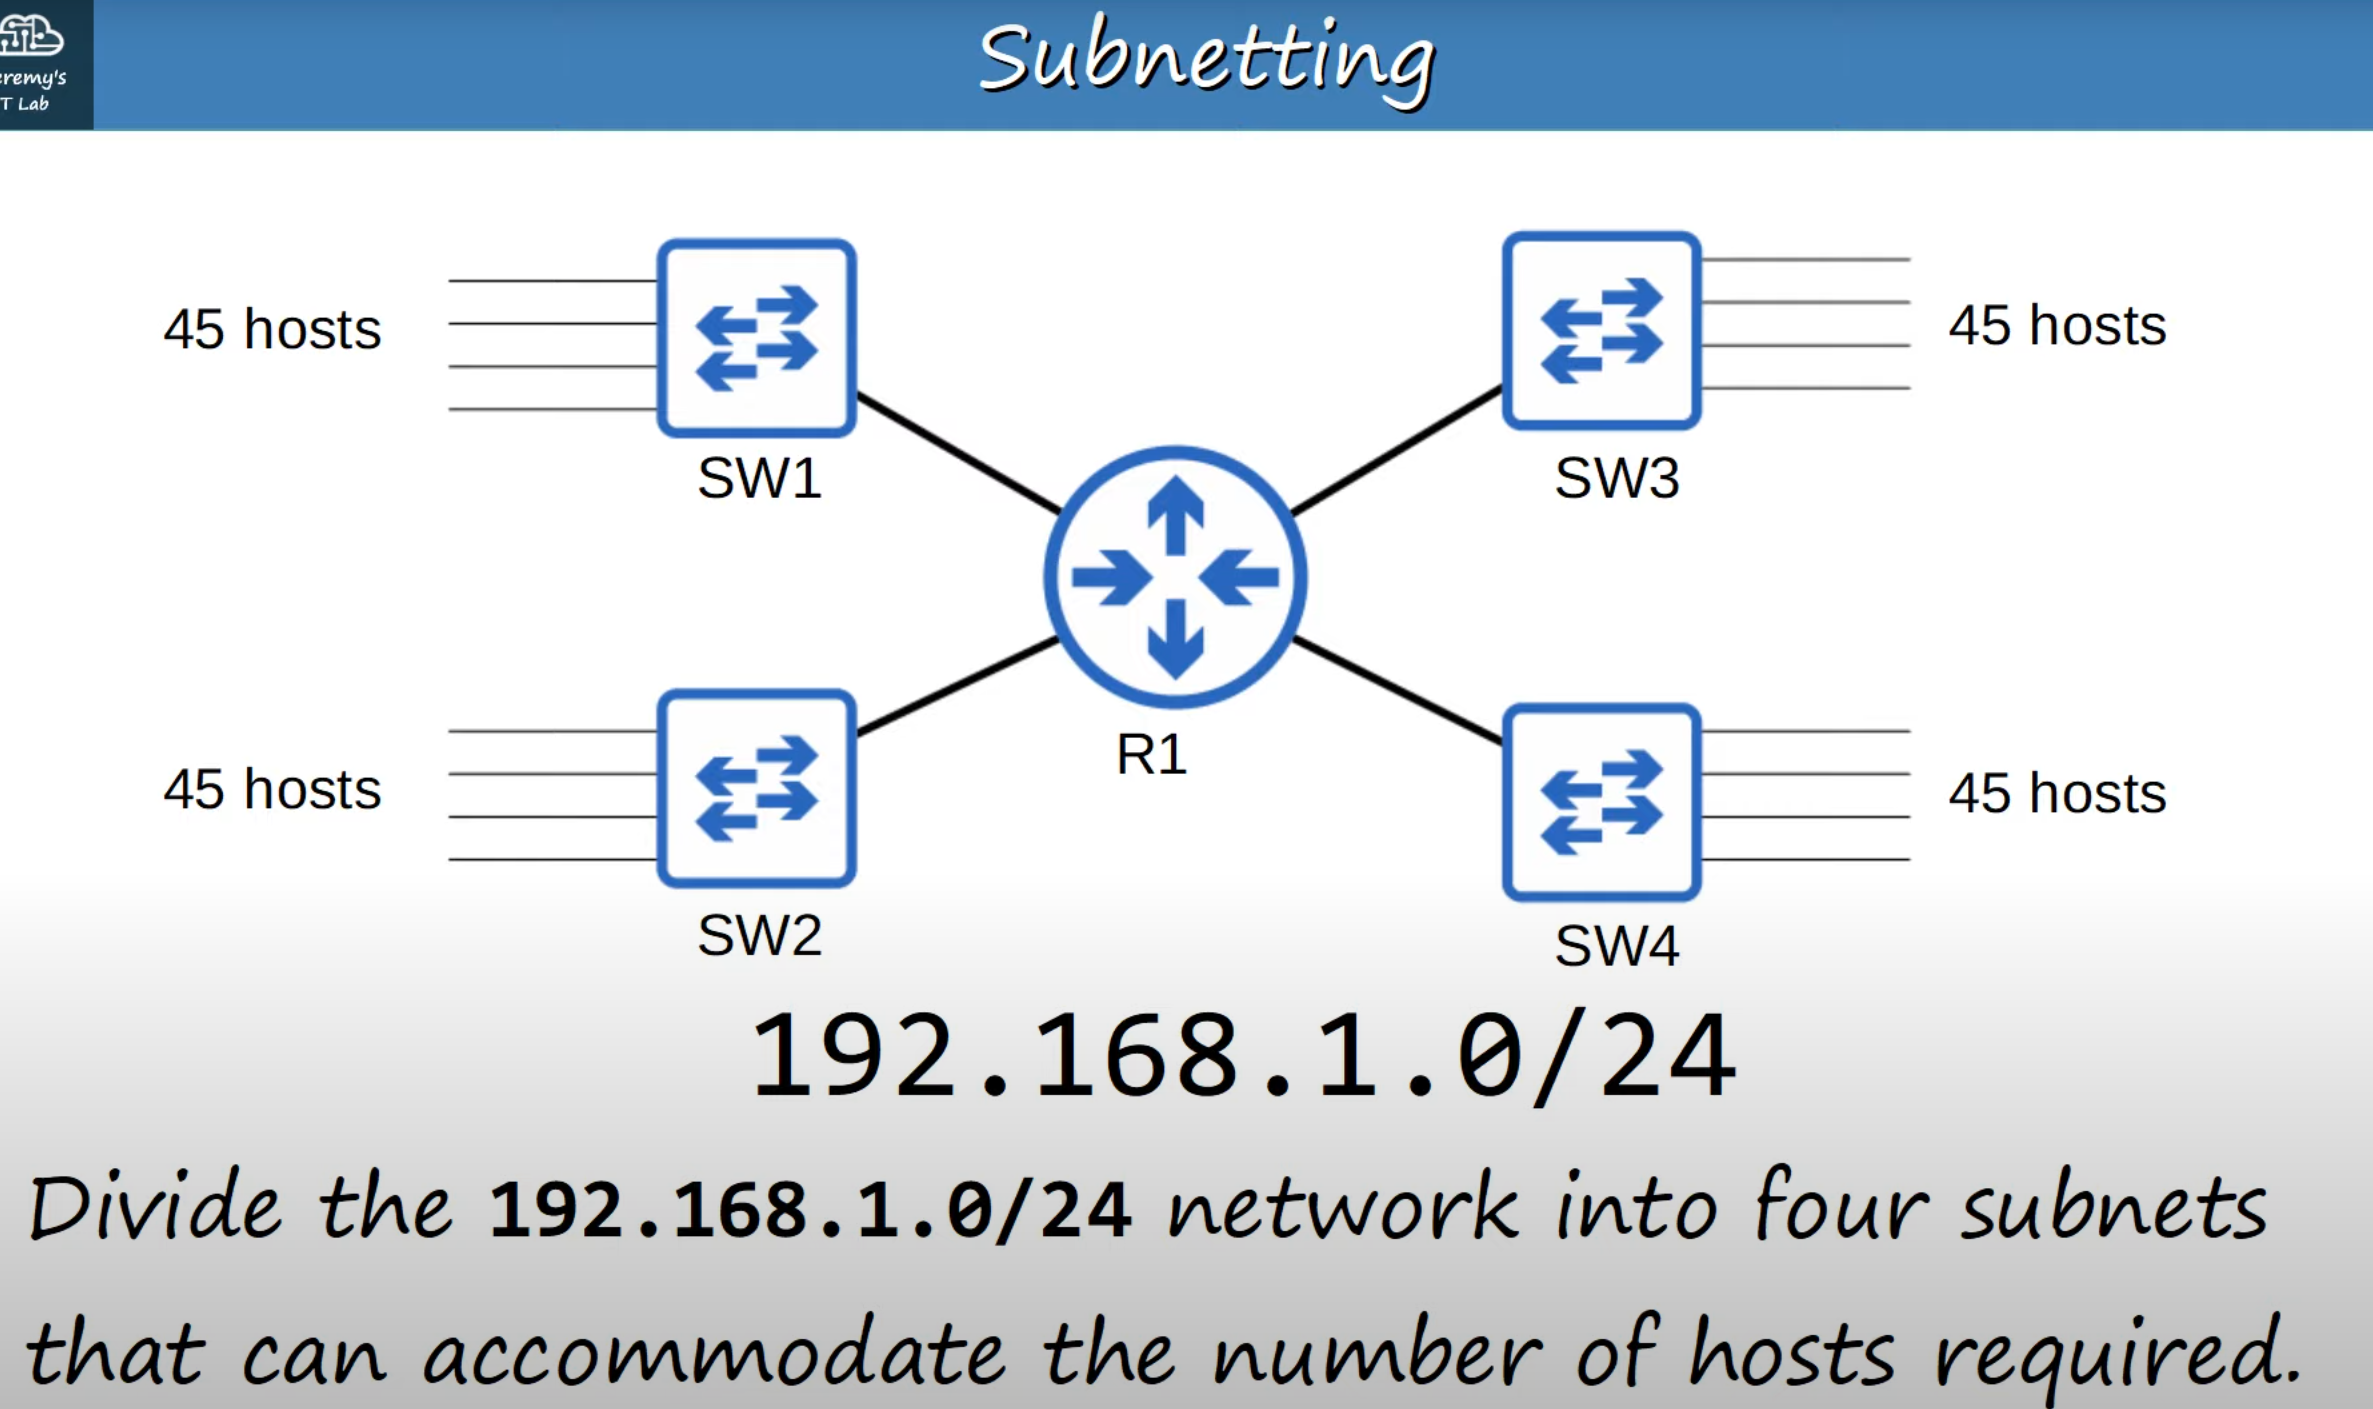 Subnetting
eremy's
T Lab
45 hosts
SW1
SW3
45 hosts
R1
45 hosts
SW2
SW4
45 hosts
192.168.1.0/24
Divide the 192.168.1.0/24 network into four subnets
that can accommodate the number of hosts required.